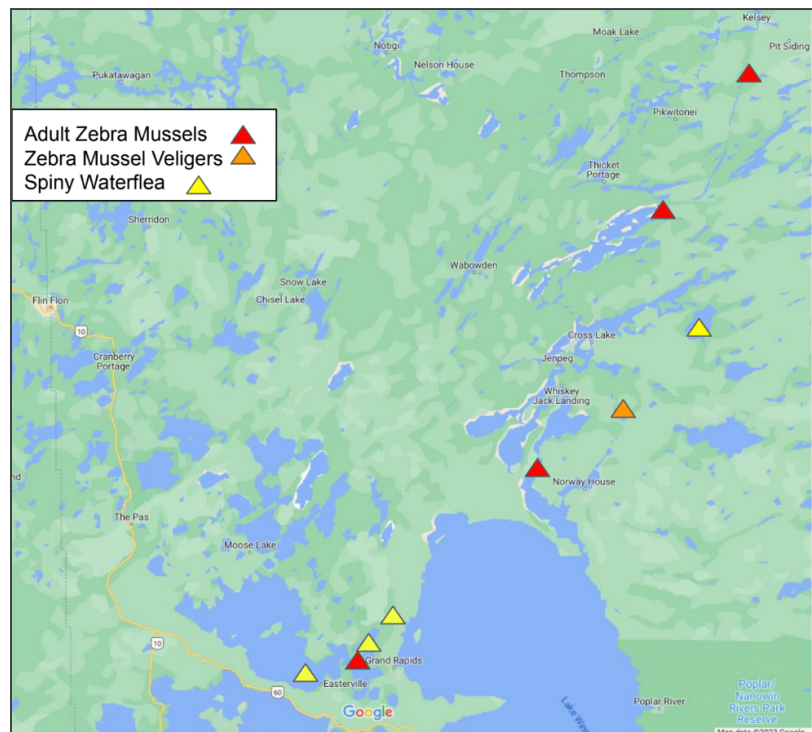 Kelsey
Moak Lake
Pit Siding
Notigi
Nelson House
Thompson
Pukatawagan
Pikwitonei
Adult Zebra Mussels
Zebra Mussel Veligers
Spiny Waterflea
Thicket
Portage
Sherridon
Wabowden
Snow Lake
Chisel Lake
Flin Flon
10
Cross Lake
Cranberry
Portage
Jenpeg
Whiskey
Jack Landing
nd
Norway House
The Pas
Moose Lake
10
Grand Rapids
Easterville
60
Google
Poplar River
Poplar/
Nanowin
Rivers Park
Reserve
Lake Win